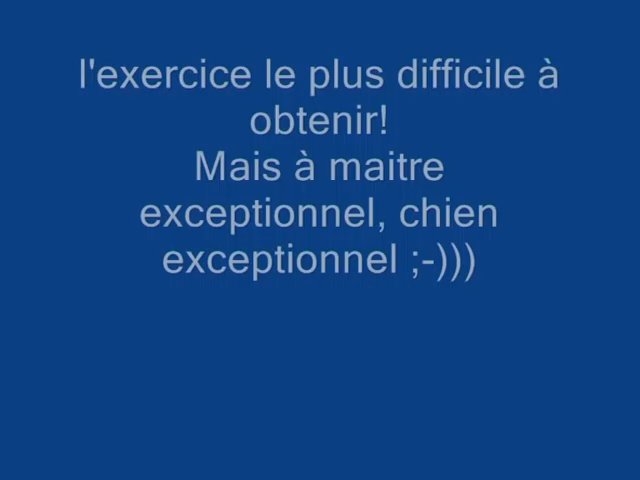 l'exercice le plus difficile à
obtenir!
Mais à maitre
exceptionnel, chien
exceptionnel ;-)))